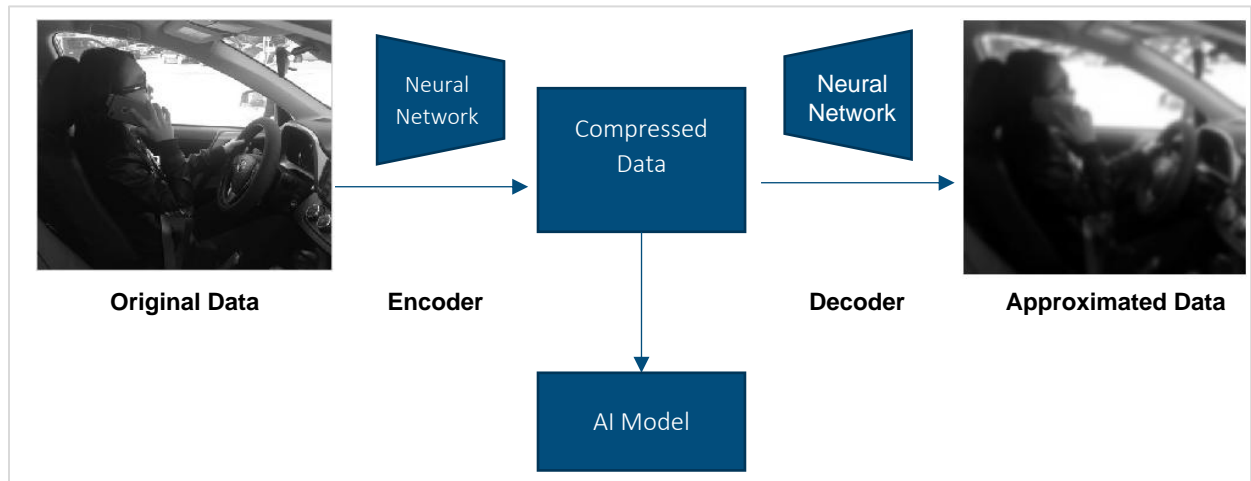 Neural
Network
Compressed
Data
Neural
Network
Original Data
Encoder
Decoder
Approximated Data
AI Model